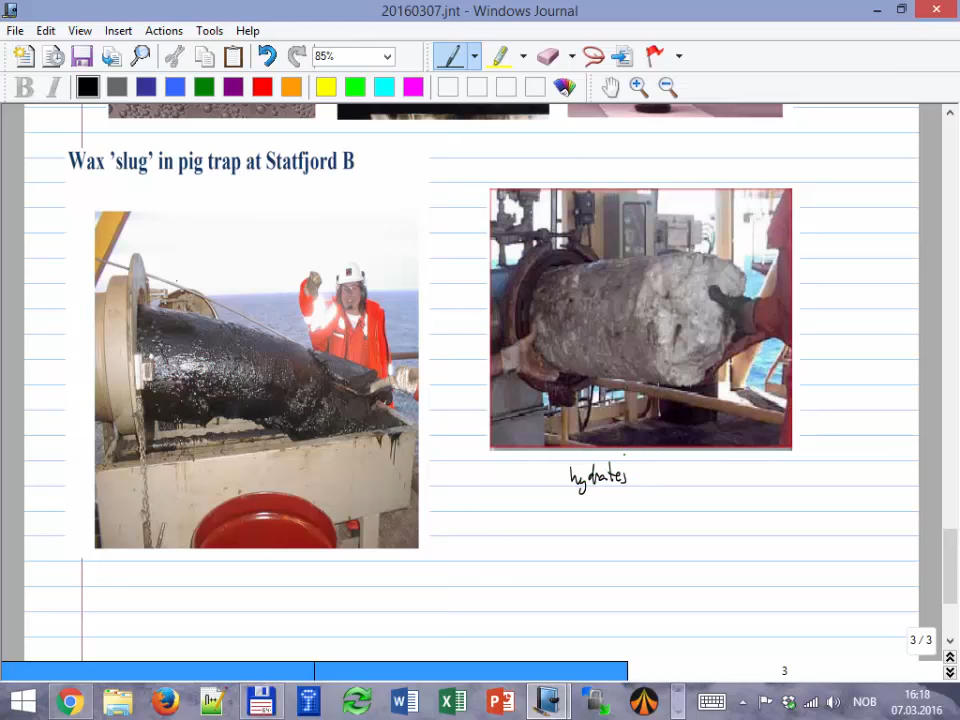 20160307.jnt - Windows Journal
File Edit View Insert Actions Tools Help
85%
B I
Wax 'slug' in pig trap at Statfjord B
hydrates
3 / 3
3
N++
NOB
16:18
07.03.2016